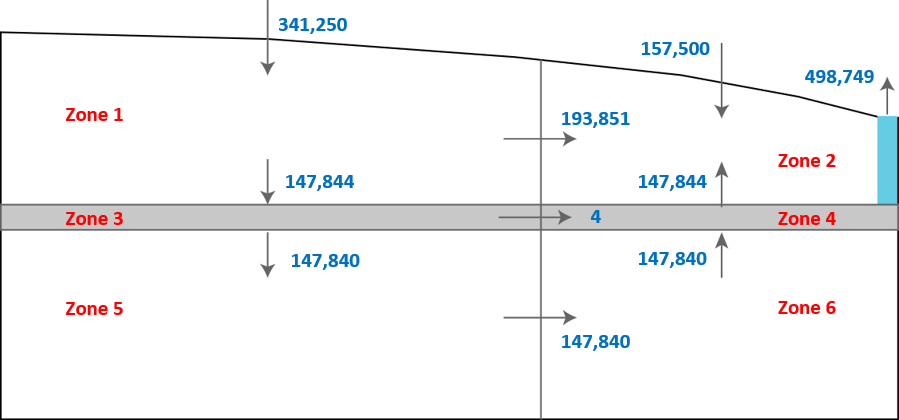 341,250
157,500
498,749
Zone 1
193,851
Zone 2
147,844
147,844
Zone 3
4
Zone 4
147,840
147,840
Zone 5
Zone 6
147,840